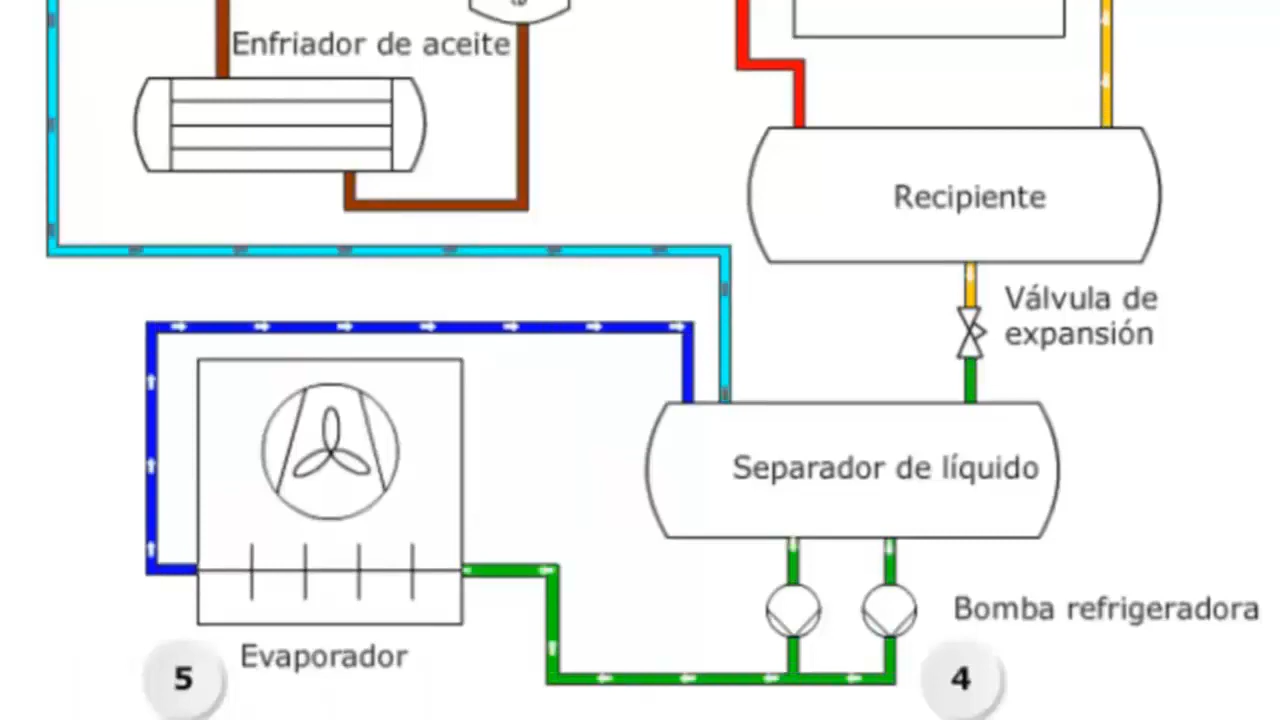 Enfriador de aceite
Recipiente
Válvula de
expansión
Separador de líquido
Bomba refrigeradora
Evaporador
5
4